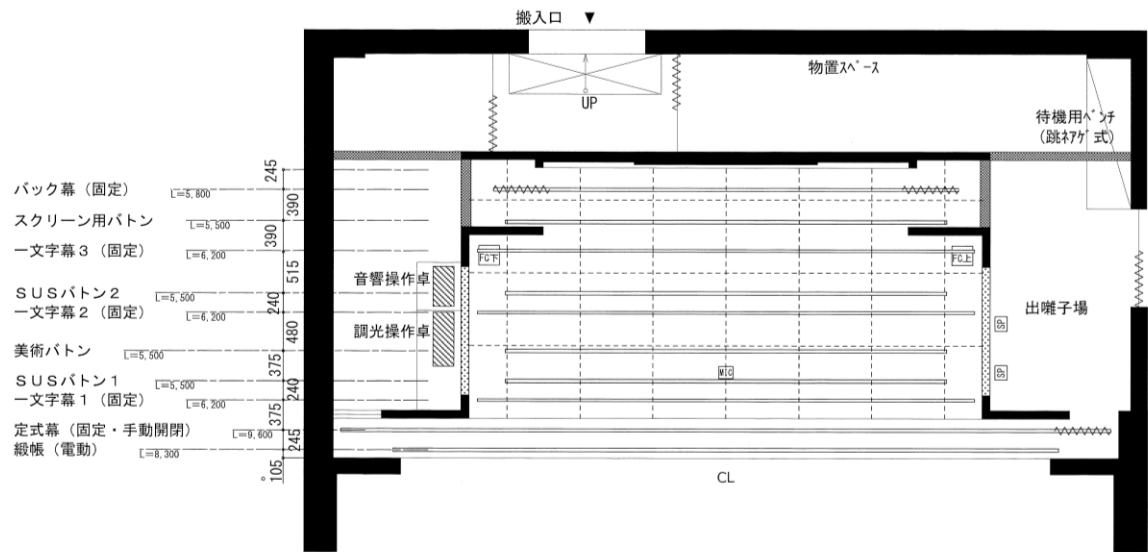 搬入口 ▼
物置スペース
UP
待機用ベンチ
(跳ネアゲ式)
245
バック幕(固定)
L=5,800
390
スクリーン用バトン
L=5,500
390
一文字幕3(固定)
L=6,200
FC下
FC上
515
音響操作卓
SUSバトン2
L=5,500
240
一文字幕2(固定)
L=6,200
出囃子場
SP
480
調光操作卓
美術バトン
L=5,500
375
MIC
SP
SUSバトン1
L=5,500
240
一文字幕1(固定)
L=6,200
375
定式幕(固定・手動開閉)
L=9,600
245
緞帳(電動)
L=8,300
105
°
CL